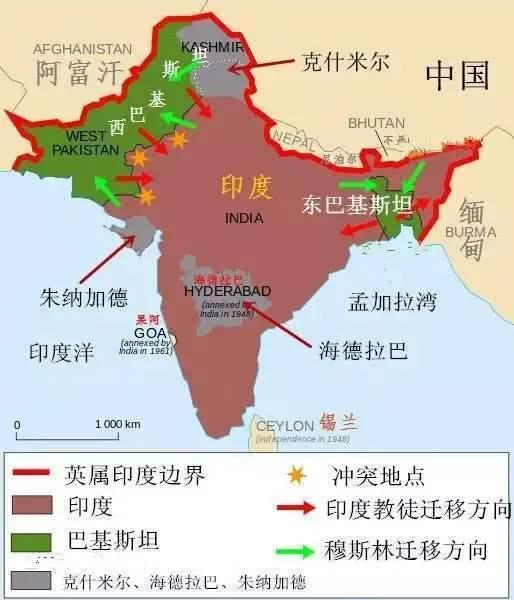 AFGHANISTAN
阿富汗
KASHMIR
克什米尔
中国
西巴基斯坦
WEST
PAKISTAN
BHUTAN
不丹
NEPAL
尼泊尔
印度
INDIA
东巴基斯坦
缅甸
BURMA
朱纳加德
海德拉巴
HYDERABAD
(annexed by
India in 1948)
孟加拉湾
果阿
GOA
(annexed by
India in 1961)
印度洋
海德拉巴
CEYLON 锡兰
(independence in 1948)
0 1 000 km
英属印度边界
冲突地点
印度
印度教徒迁移方向
巴基斯坦
穆斯林迁移方向
克什米尔、海德拉巴、朱纳加德